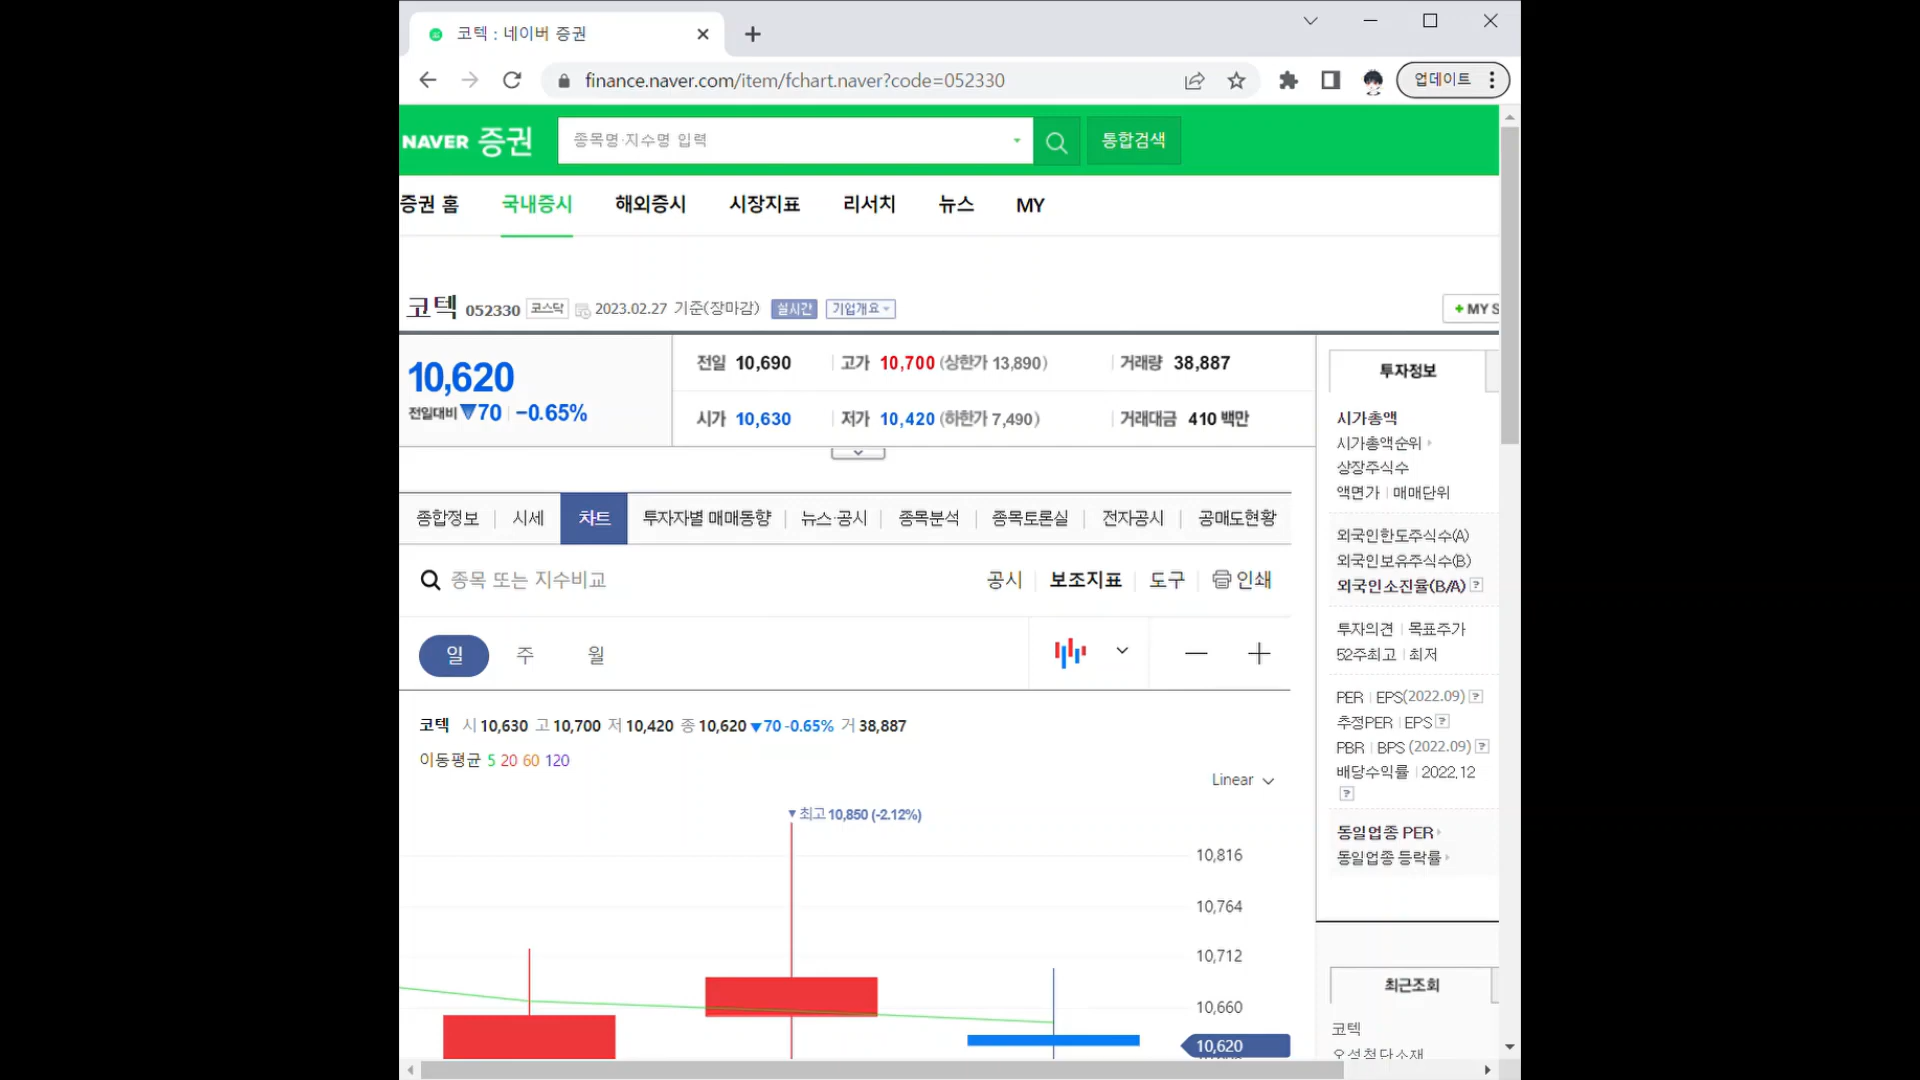 코텍 : 네이버 증권
finance.naver.com/item/fchart.naver?code=052330
업데이트
NAVER 증권
종목명·지수명 입력
통합검색
증권 홈 국내증시 해외증시 시장지표 리서치 뉴스 MY
코텍 052330 코스닥 2023.02.27 기준(장마감) 실시간 기업개요
+ MY S
10,620
전일대비 ▼70 -0.65%
전일 10,690 고가 10,700 (상한가 13,890) 거래량 38,887
시가 10,630 저가 10,420 (하한가 7,490) 거래대금 410 백만
투자정보
시가총액
시가총액순위
상장주식수
액면가 매매단위
외국인한도주식수(A)
외국인보유주식수(B)
외국인소진율(B/A) ?
투자의견 목표주가
52주최고 최저
PER EPS(2022.09) ?
추정PER EPS ?
PBR BPS (2022.09) ?
배당수익률 2022.12
?
동일업종 PER
동일업종 등락률
최근조회
코텍
오성첨단소재
종합정보 시세 차트 투자자별 매매동향 뉴스·공시 종목분석 종목토론실 전자공시 공매도현황
종목 또는 지수비교 공시 보조지표 도구 인쇄
일 주 월
코텍 시 10,630 고 10,700 저 10,420 종 10,620 ▼70 -0.65% 거 38,887
이동평균 5 20 60 120
Linear
▼최고 10,850 (-2.12%)
10,816
10,764
10,712
10,660
10,620